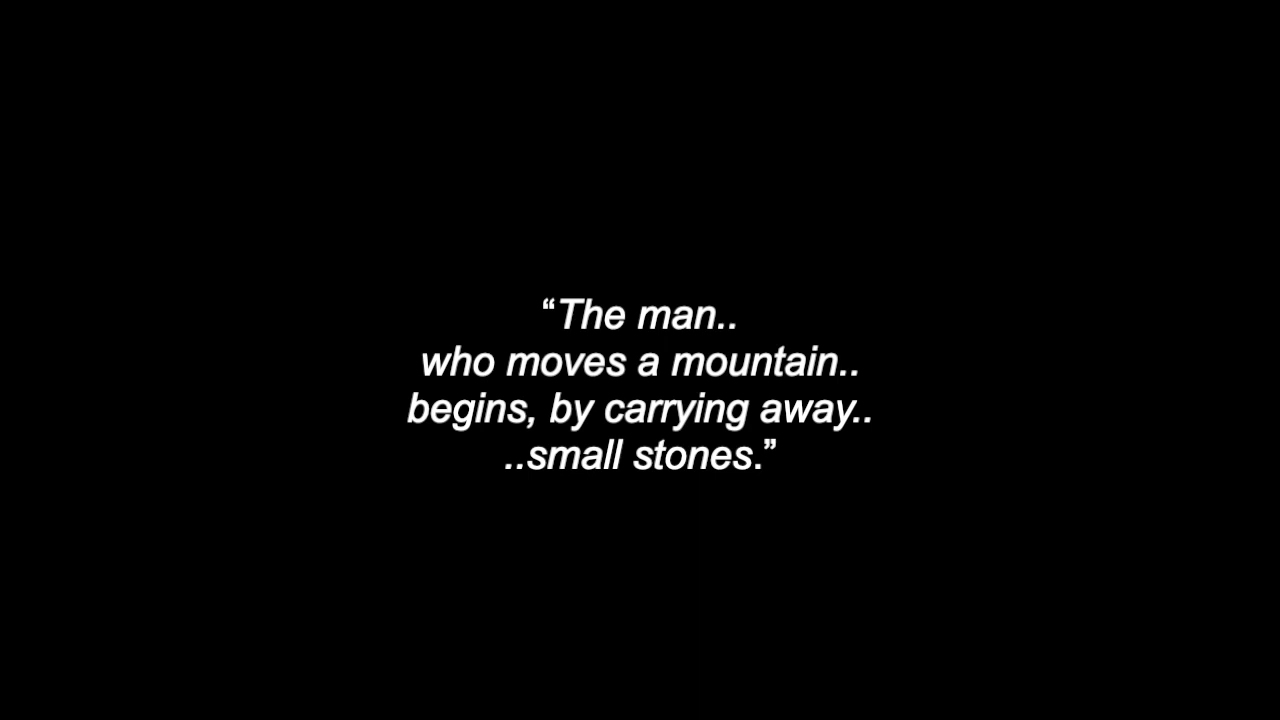 “The man..
who moves a mountain..
begins, by carrying away..
..small stones.”